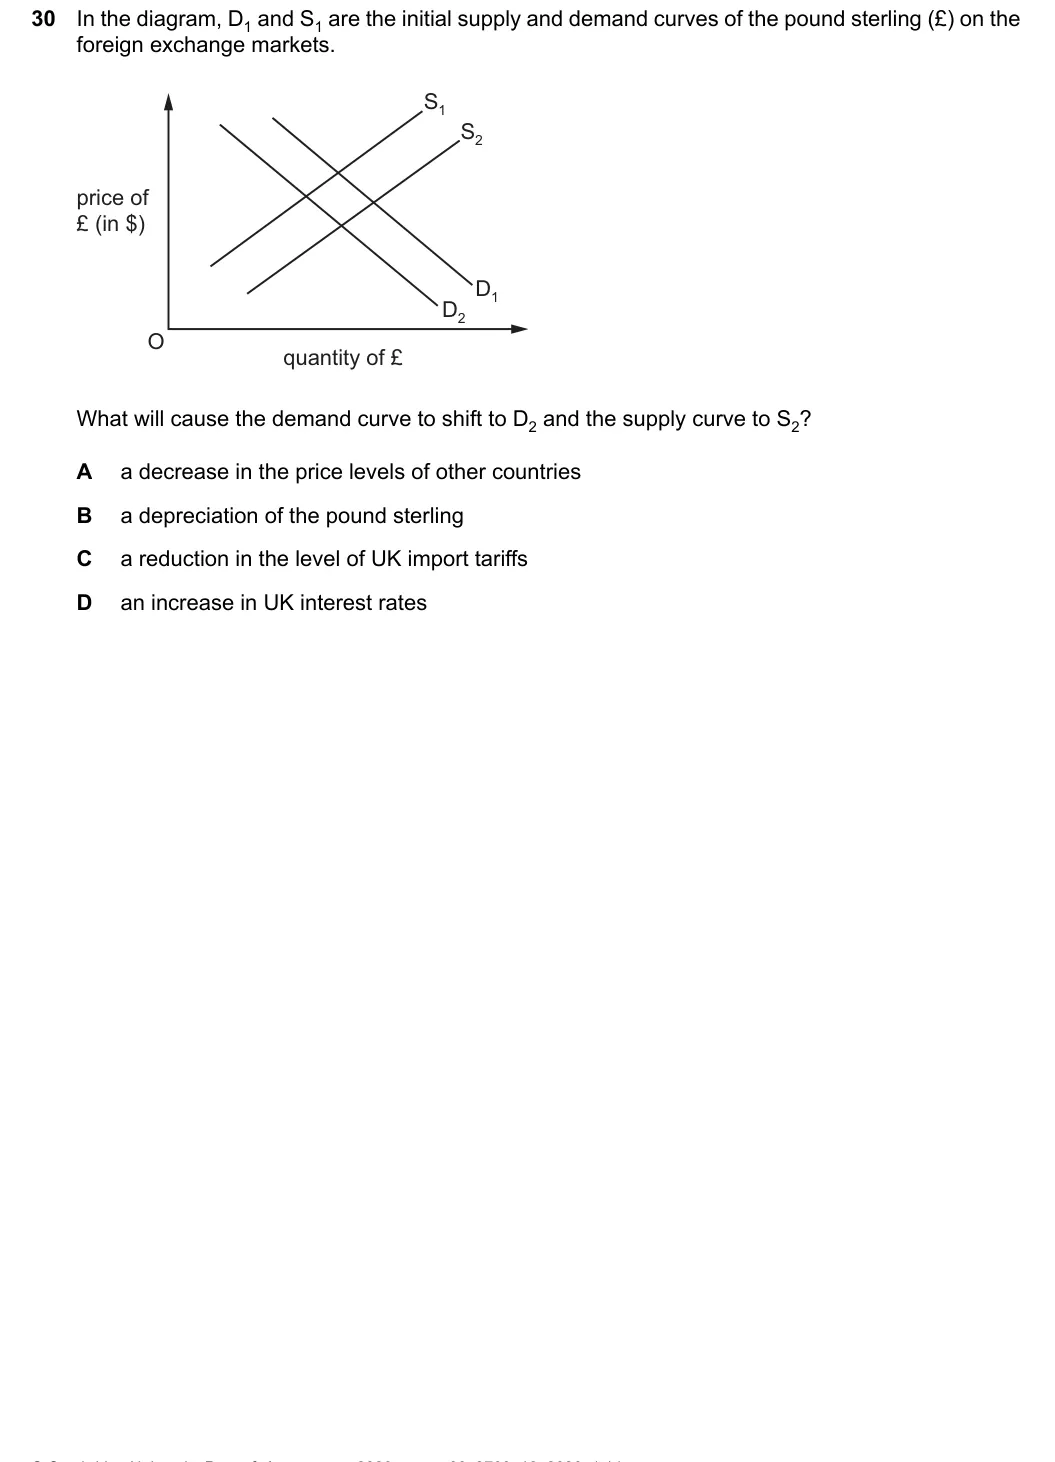 30 In the diagram, D1 and S1 are the initial supply and demand curves of the pound sterling (£) on the
foreign exchange markets.
S1
S2
price of
£ (in $)
D1
D2
O
quantity of £
What will cause the demand curve to shift to D2 and the supply curve to S2?
A a decrease in the price levels of other countries
B a depreciation of the pound sterling
C a reduction in the level of UK import tariffs
D an increase in UK interest rates